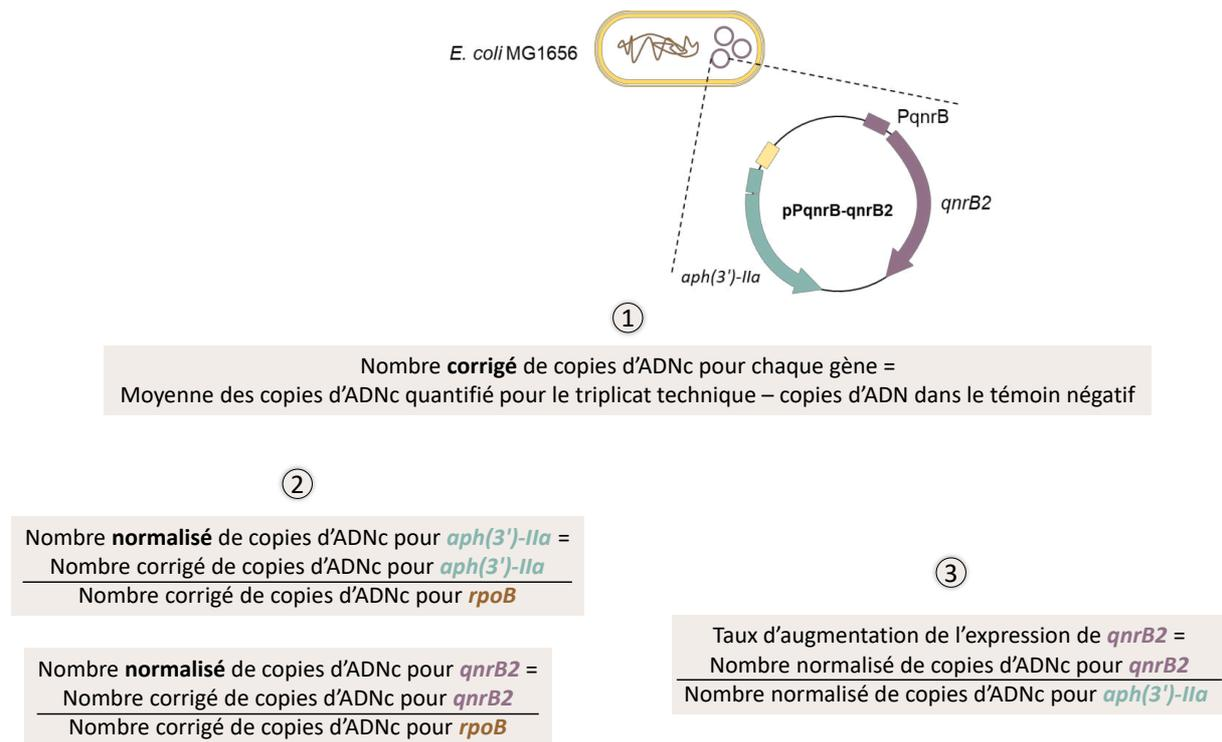 E. coli MG1656
PqnrB
pPqnrB-qnrB2
qnrB2
aph(3')-IIa
1
Nombre corrigé de copies d'ADNc pour chaque gène =
Moyenne des copies d'ADNc quantifié pour le triplicat technique – copies d'ADN dans le témoin négatif
2
Nombre normalisé de copies d'ADNc pour aph(3')-IIa =
Nombre corrigé de copies d'ADNc pour aph(3')-IIa
Nombre corrigé de copies d'ADNc pour rpoB
Nombre normalisé de copies d'ADNc pour qnrB2 =
Nombre corrigé de copies d'ADNc pour qnrB2
Nombre corrigé de copies d'ADNc pour rpoB
3
Taux d'augmentation de l'expression de qnrB2 =
Nombre normalisé de copies d'ADNc pour qnrB2
Nombre normalisé de copies d'ADNc pour aph(3')-IIa